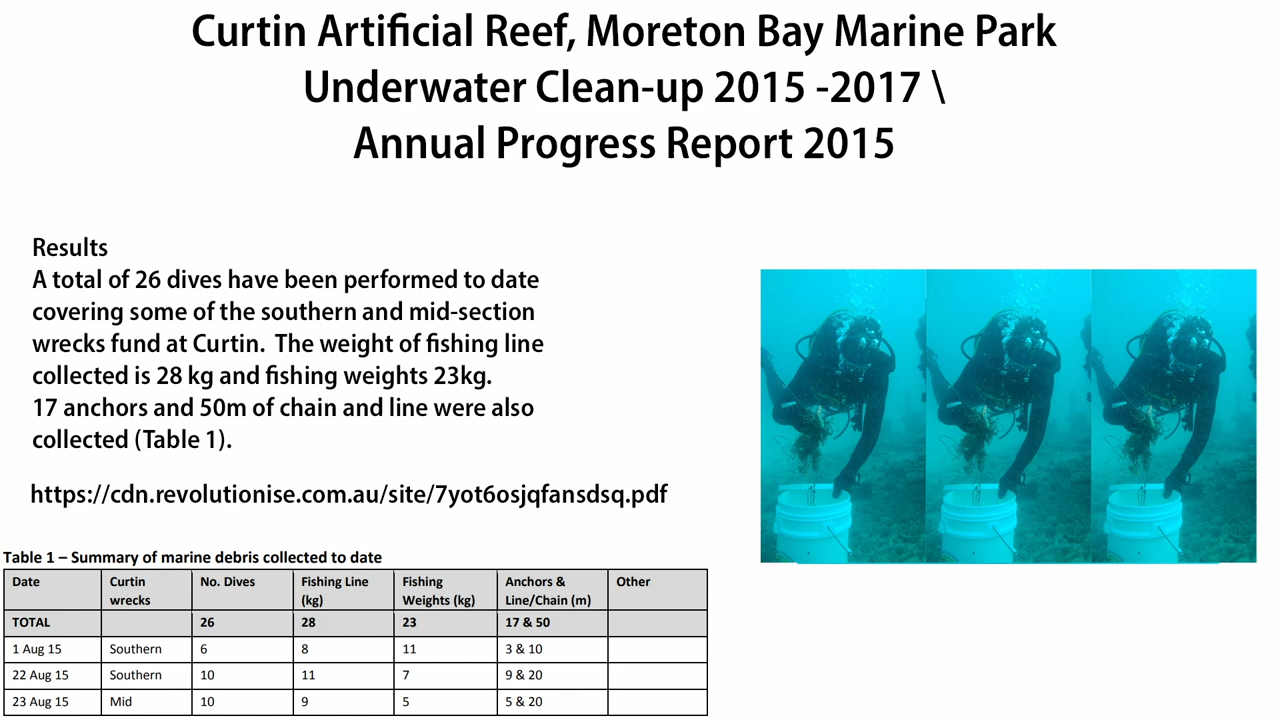 Curtin Artificial Reef, Moreton Bay Marine Park
Underwater Clean-up 2015 -2017 \
Annual Progress Report 2015
Results
A total of 26 dives have been performed to date
covering some of the southern and mid-section
wrecks fund at Curtin.  The weight of fishing line
collected is 28 kg and fishing weights 23kg.
17 anchors and 50m of chain and line were also
collected (Table 1).
https://cdn.revolutionise.com.au/site/7yot6osjqfansdsq.pdf
Table 1 – Summary of marine debris collected to date
Date Curtin wrecks No. Dives Fishing Line (kg) Fishing Weights (kg) Anchors & Line/Chain (m) Other
TOTAL 26 28 23 17 & 50
1 Aug 15 Southern 6 8 11 3 & 10
22 Aug 15 Southern 10 11 7 9 & 20
23 Aug 15 Mid 10 9 5 5 & 20